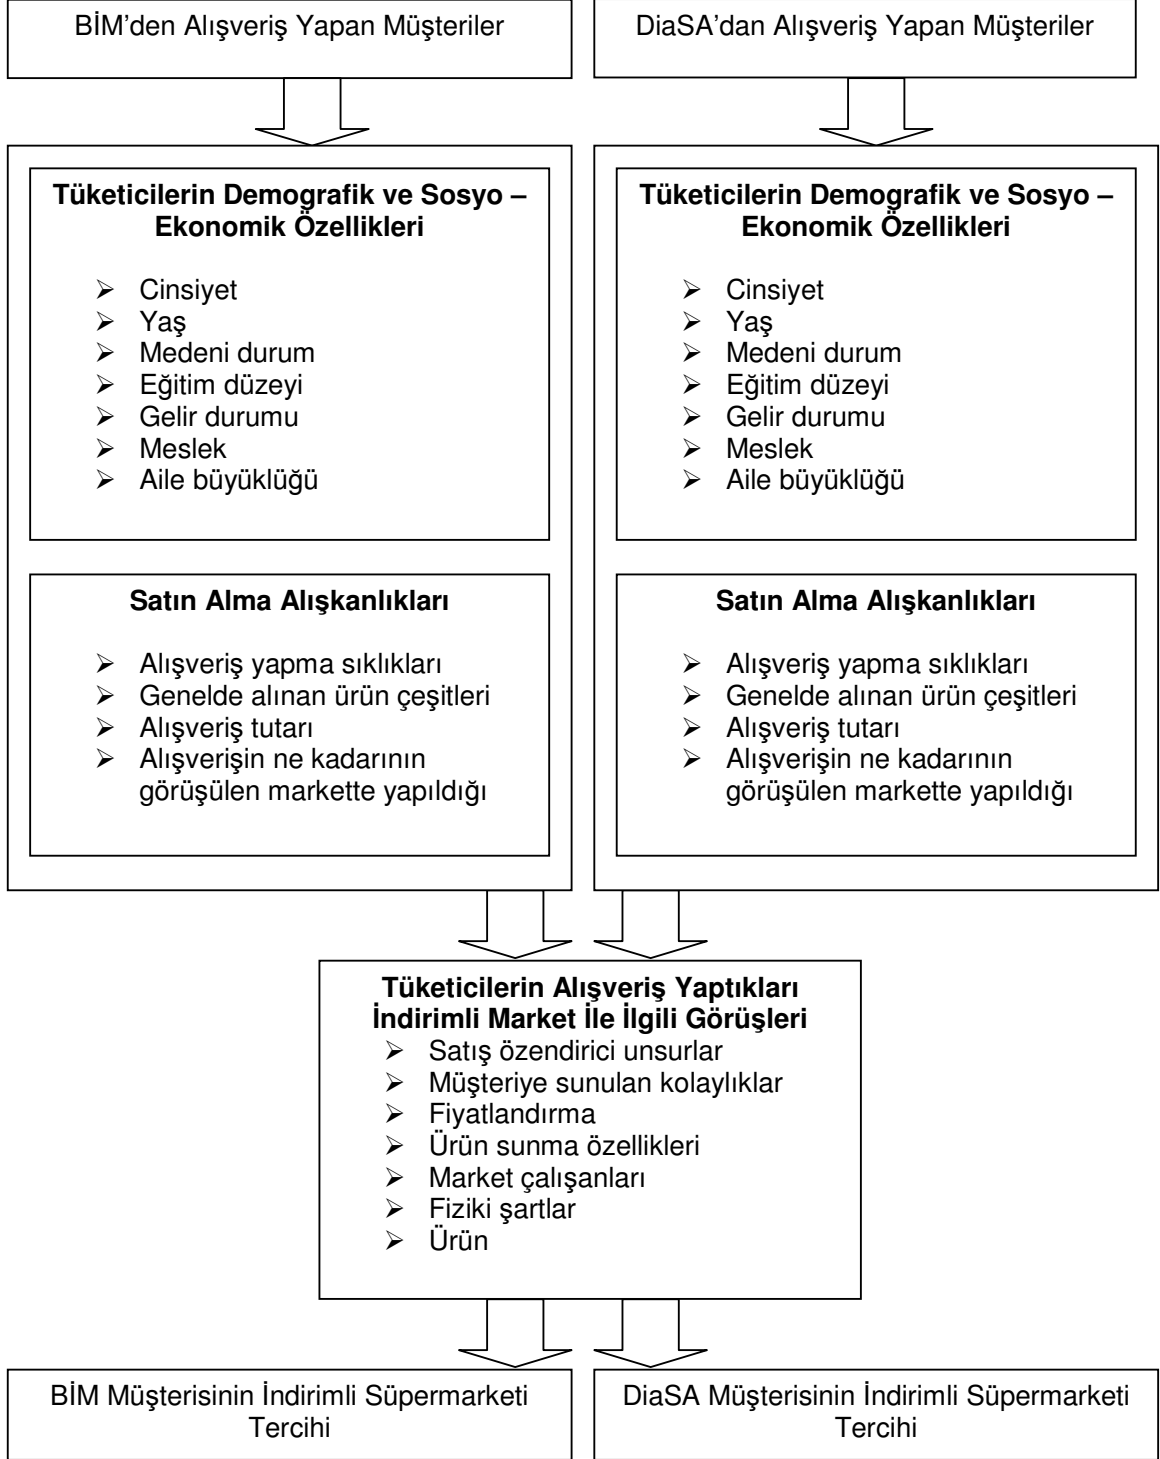 BİM'den Alışveriş Yapan Müşteriler
DiaSA'dan Alışveriş Yapan Müşteriler
Tüketicilerin Demografik ve Sosyo –
Ekonomik Özellikleri
➢ Cinsiyet
➢ Yaş
➢ Medeni durum
➢ Eğitim düzeyi
➢ Gelir durumu
➢ Meslek
➢ Aile büyüklüğü
Satın Alma Alışkanlıkları
➢ Alışveriş yapma sıklıkları
➢ Genelde alınan ürün çeşitleri
➢ Alışveriş tutarı
➢ Alışverişin ne kadarının
görüşülen markette yapıldığı
Tüketicilerin Demografik ve Sosyo –
Ekonomik Özellikleri
➢ Cinsiyet
➢ Yaş
➢ Medeni durum
➢ Eğitim düzeyi
➢ Gelir durumu
➢ Meslek
➢ Aile büyüklüğü
Satın Alma Alışkanlıkları
➢ Alışveriş yapma sıklıkları
➢ Genelde alınan ürün çeşitleri
➢ Alışveriş tutarı
➢ Alışverişin ne kadarının
görüşülen markette yapıldığı
Tüketicilerin Alışveriş Yaptıkları
İndirimli Market İle İlgili Görüşleri
➢ Satış özendirici unsurlar
➢ Müşteriye sunulan kolaylıklar
➢ Fiyatlandırma
➢ Ürün sunma özellikleri
➢ Market çalışanları
➢ Fiziki şartlar
➢ Ürün
BİM Müşterisinin İndirimli Süpermarketi
Tercihi
DiaSA Müşterisinin İndirimli Süpermarketi
Tercihi